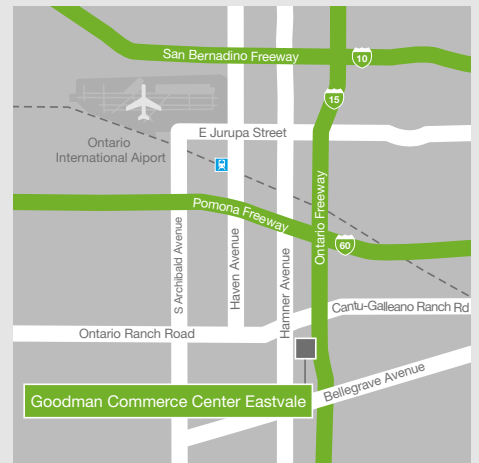 San Bernadino Freeway
10
15
E Jurupa Street
Ontario
International Aiport
Pomona Freeway
60
Ontario Freeway
S Archibald Avenue
Haven Avenue
Hamner Avenue
Cantu-Galleano Ranch Rd
Ontario Ranch Road
Bellegrave Avenue
Goodman Commerce Center Eastvale